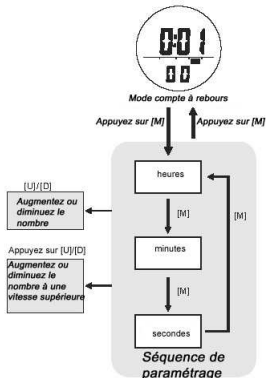 0:01
00
Mode compte à rebours
Appuyez sur [M]
Appuyez sur [M]
heures
[U]/[D]
Augmentez ou
diminuez le
nombre
[M]
[M]
minutes
Appuyez sur [U]/[D]
Augmentez ou
diminuez le
nombre à une
vitesse supérieure
[M]
secondes
Séquence de
paramétrage